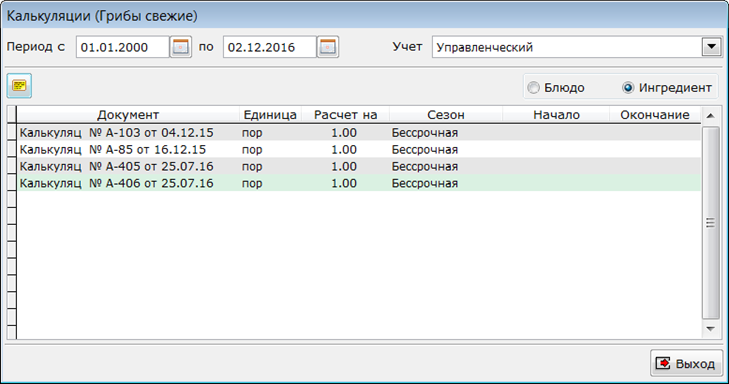 Калькуляции (Грибы свежие)
Период с 01.01.2000 по 02.12.2016 Учет Управленческий
Блюдо Ингредиент
Документ Единица Расчет на Сезон Начало Окончание
Калькуляц № А-103 от 04.12.15 пор 1.00 Бессрочная
Калькуляц № А-85 от 16.12.15 пор 1.00 Бессрочная
Калькуляц № А-405 от 25.07.16 пор 1.00 Бессрочная
Калькуляц № А-406 от 25.07.16 пор 1.00 Бессрочная
Выход